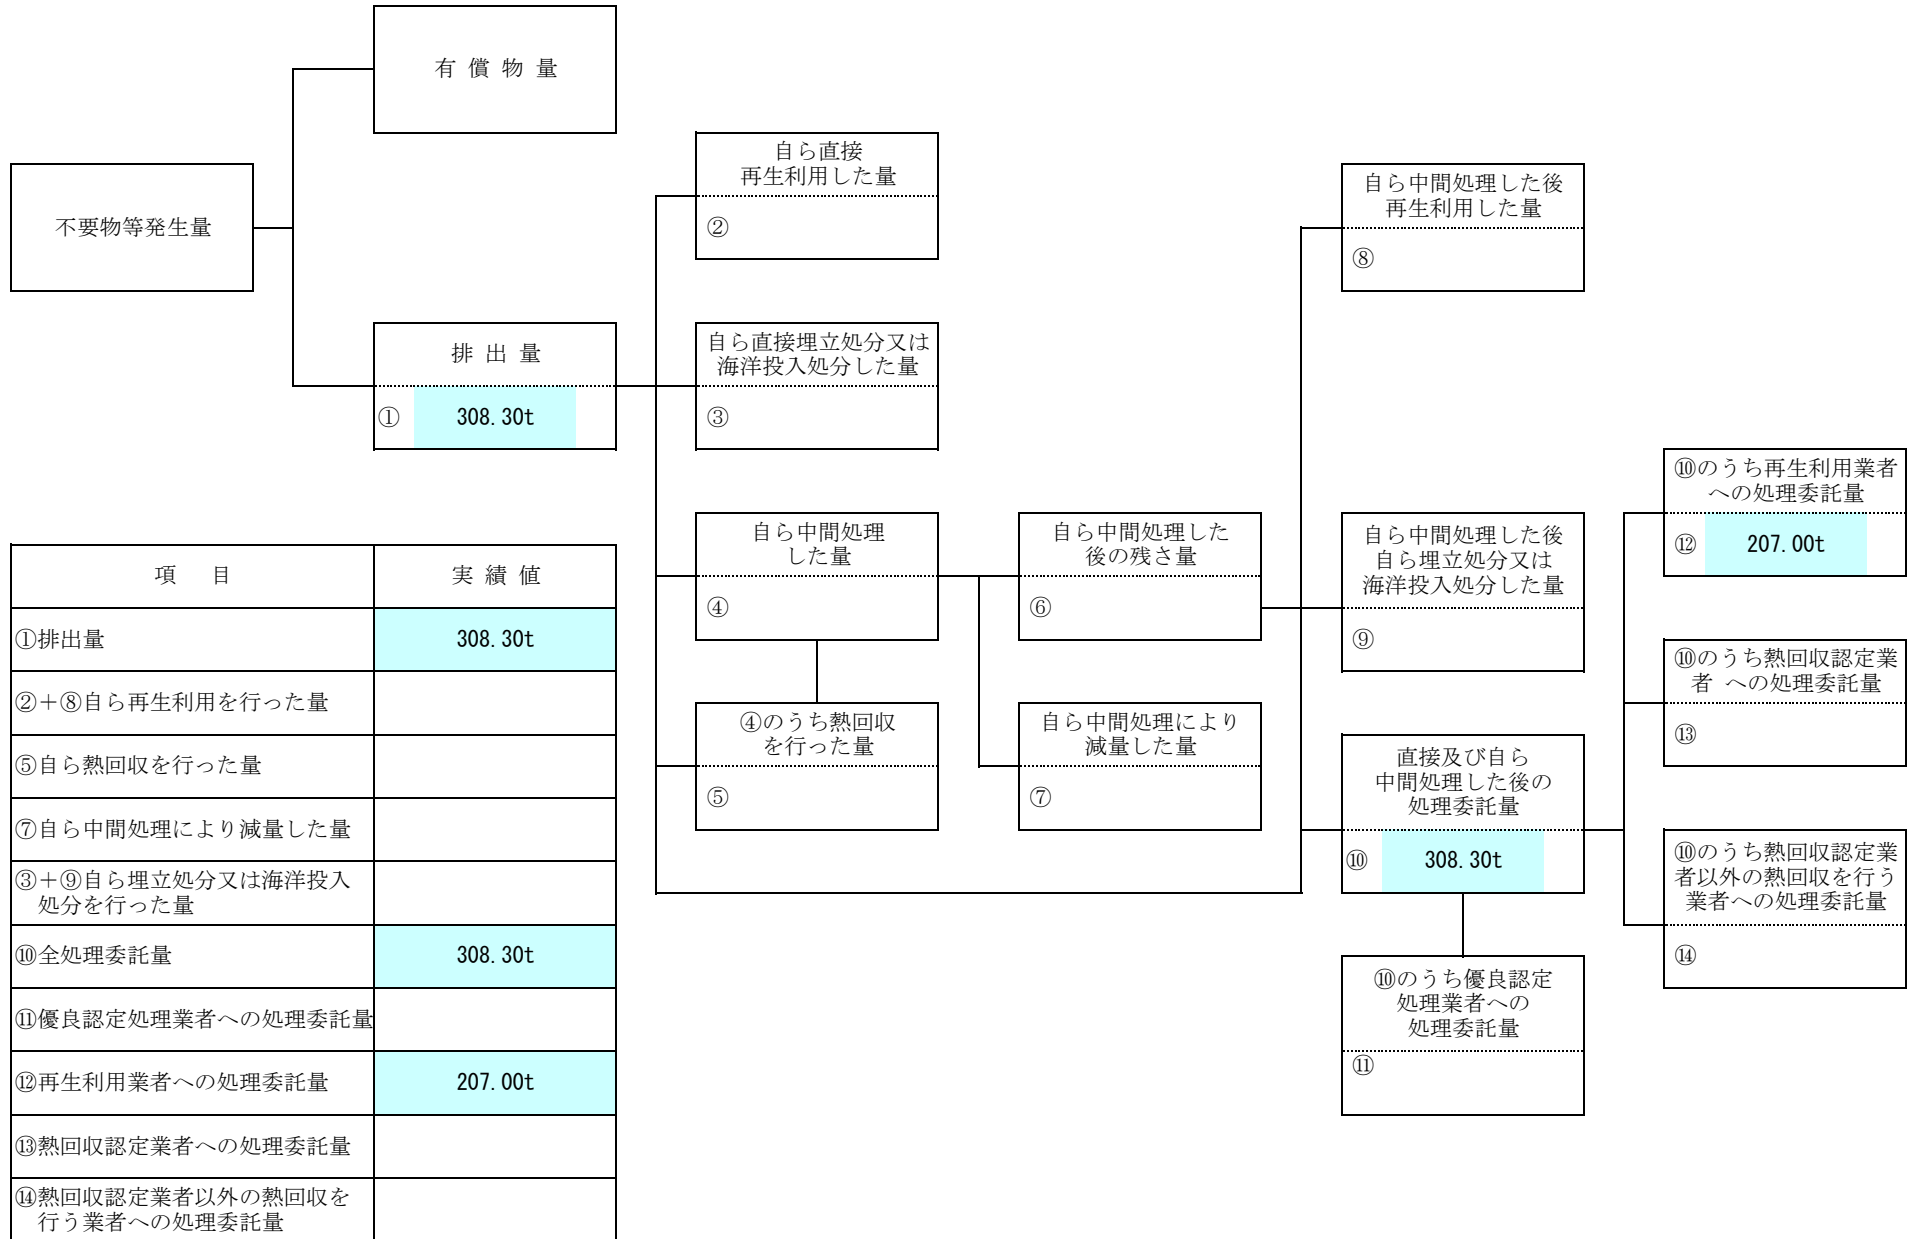 有 償 物 量
不要物等発生量
排 出 量
① 308.30t
自ら直接
再生利用した量
②
自ら直接埋立処分又は
海洋投入処分した量
③
自ら中間処理
した量
④
④のうち熱回収
を行った量
⑤
自ら中間処理した
後の残さ量
⑥
自ら中間処理により
減量した量
⑦
自ら中間処理した後
再生利用した量
⑧
自ら中間処理した後
自ら埋立処分又は
海洋投入処分した量
⑨
直接及び自ら
中間処理した後の
処理委託量
⑩ 308.30t
⑩のうち優良認定
処理業者への
処理委託量
⑪
⑩のうち再生利用業者
への処理委託量
⑫ 207.00t
⑩のうち熱回収認定業
者 への処理委託量
⑬
⑩のうち熱回収認定業
者以外の熱回収を行う
業者への処理委託量
⑭
項 目 実 績 値
①排出量 308.30t
②＋⑧自ら再生利用を行った量
⑤自ら熱回収を行った量
⑦自ら中間処理により減量した量
③＋⑨自ら埋立処分又は海洋投入
処分を行った量
⑩全処理委託量 308.30t
⑪優良認定処理業者への処理委託量
⑫再生利用業者への処理委託量 207.00t
⑬熱回収認定業者への処理委託量
⑭熱回収認定業者以外の熱回収を
行う業者への処理委託量